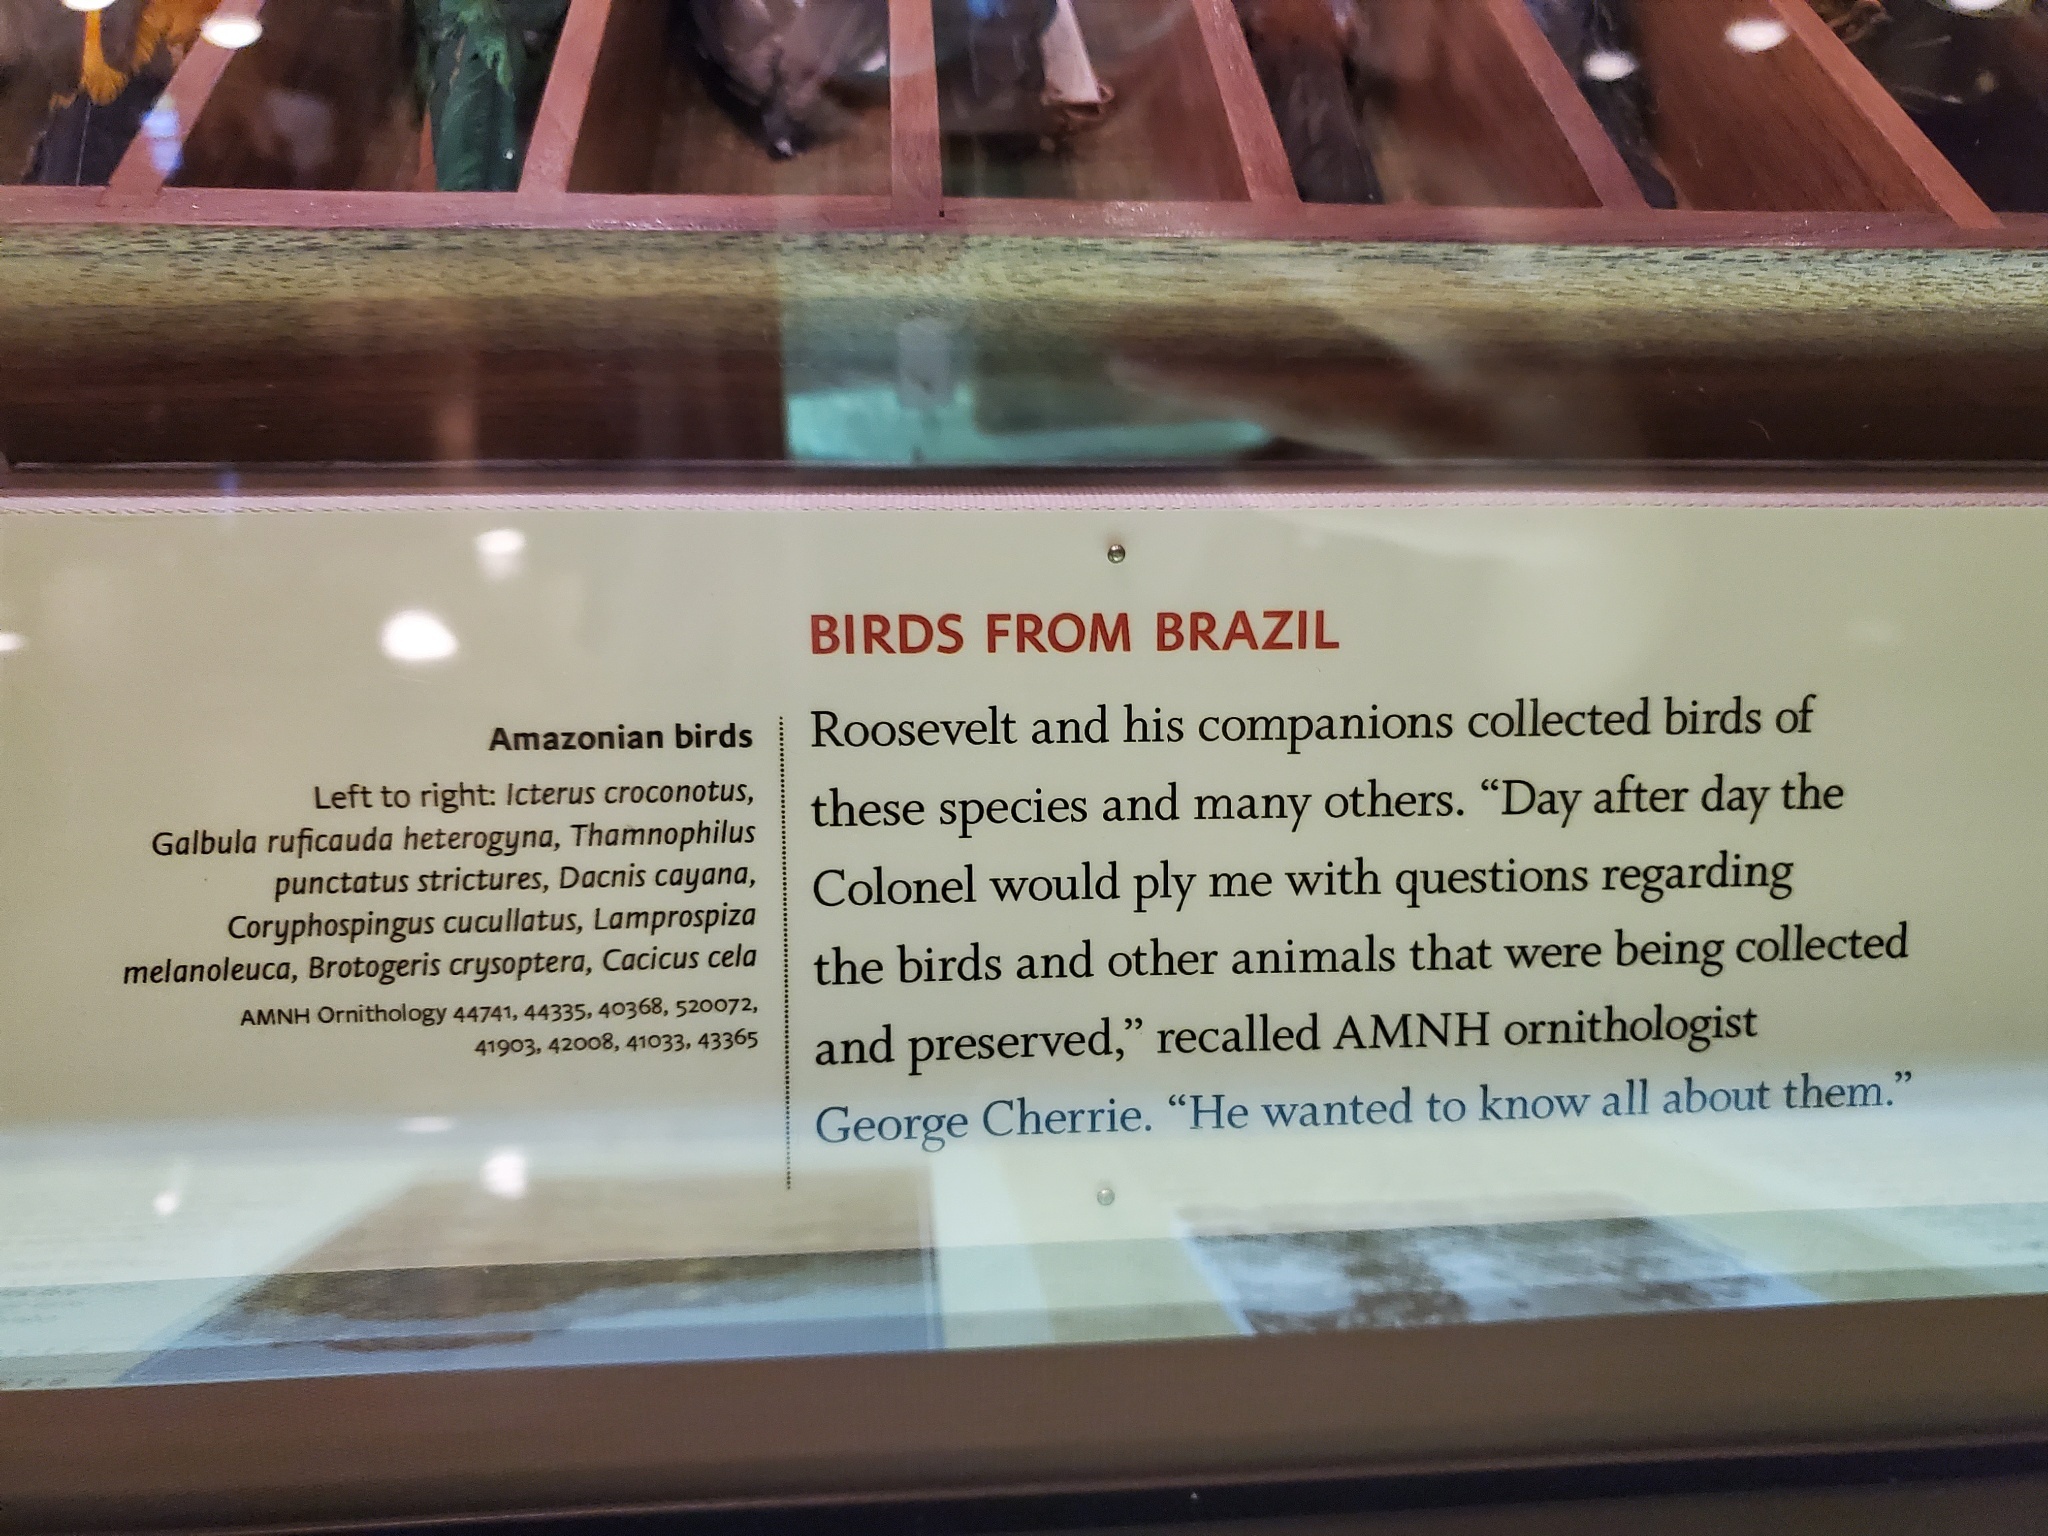 BIRDS FROM BRAZIL
Amazonian birds
Left to right: Icterus croconotus,
Galbula ruficauda heterogyna, Thamnophilus
punctatus strictures, Dacnis cayana,
Coryphospingus cucullatus, Lamprospiza
melanoleuca, Brotogeris crysoptera, Cacicus cela
AMNH Ornithology 44741, 44335, 40368, 520072,
41903, 42008, 41033, 43365
Roosevelt and his companions collected birds of
these species and many others. “Day after day the
Colonel would ply me with questions regarding
the birds and other animals that were being collected
and preserved,” recalled AMNH ornithologist
George Cherrie. “He wanted to know all about them.”